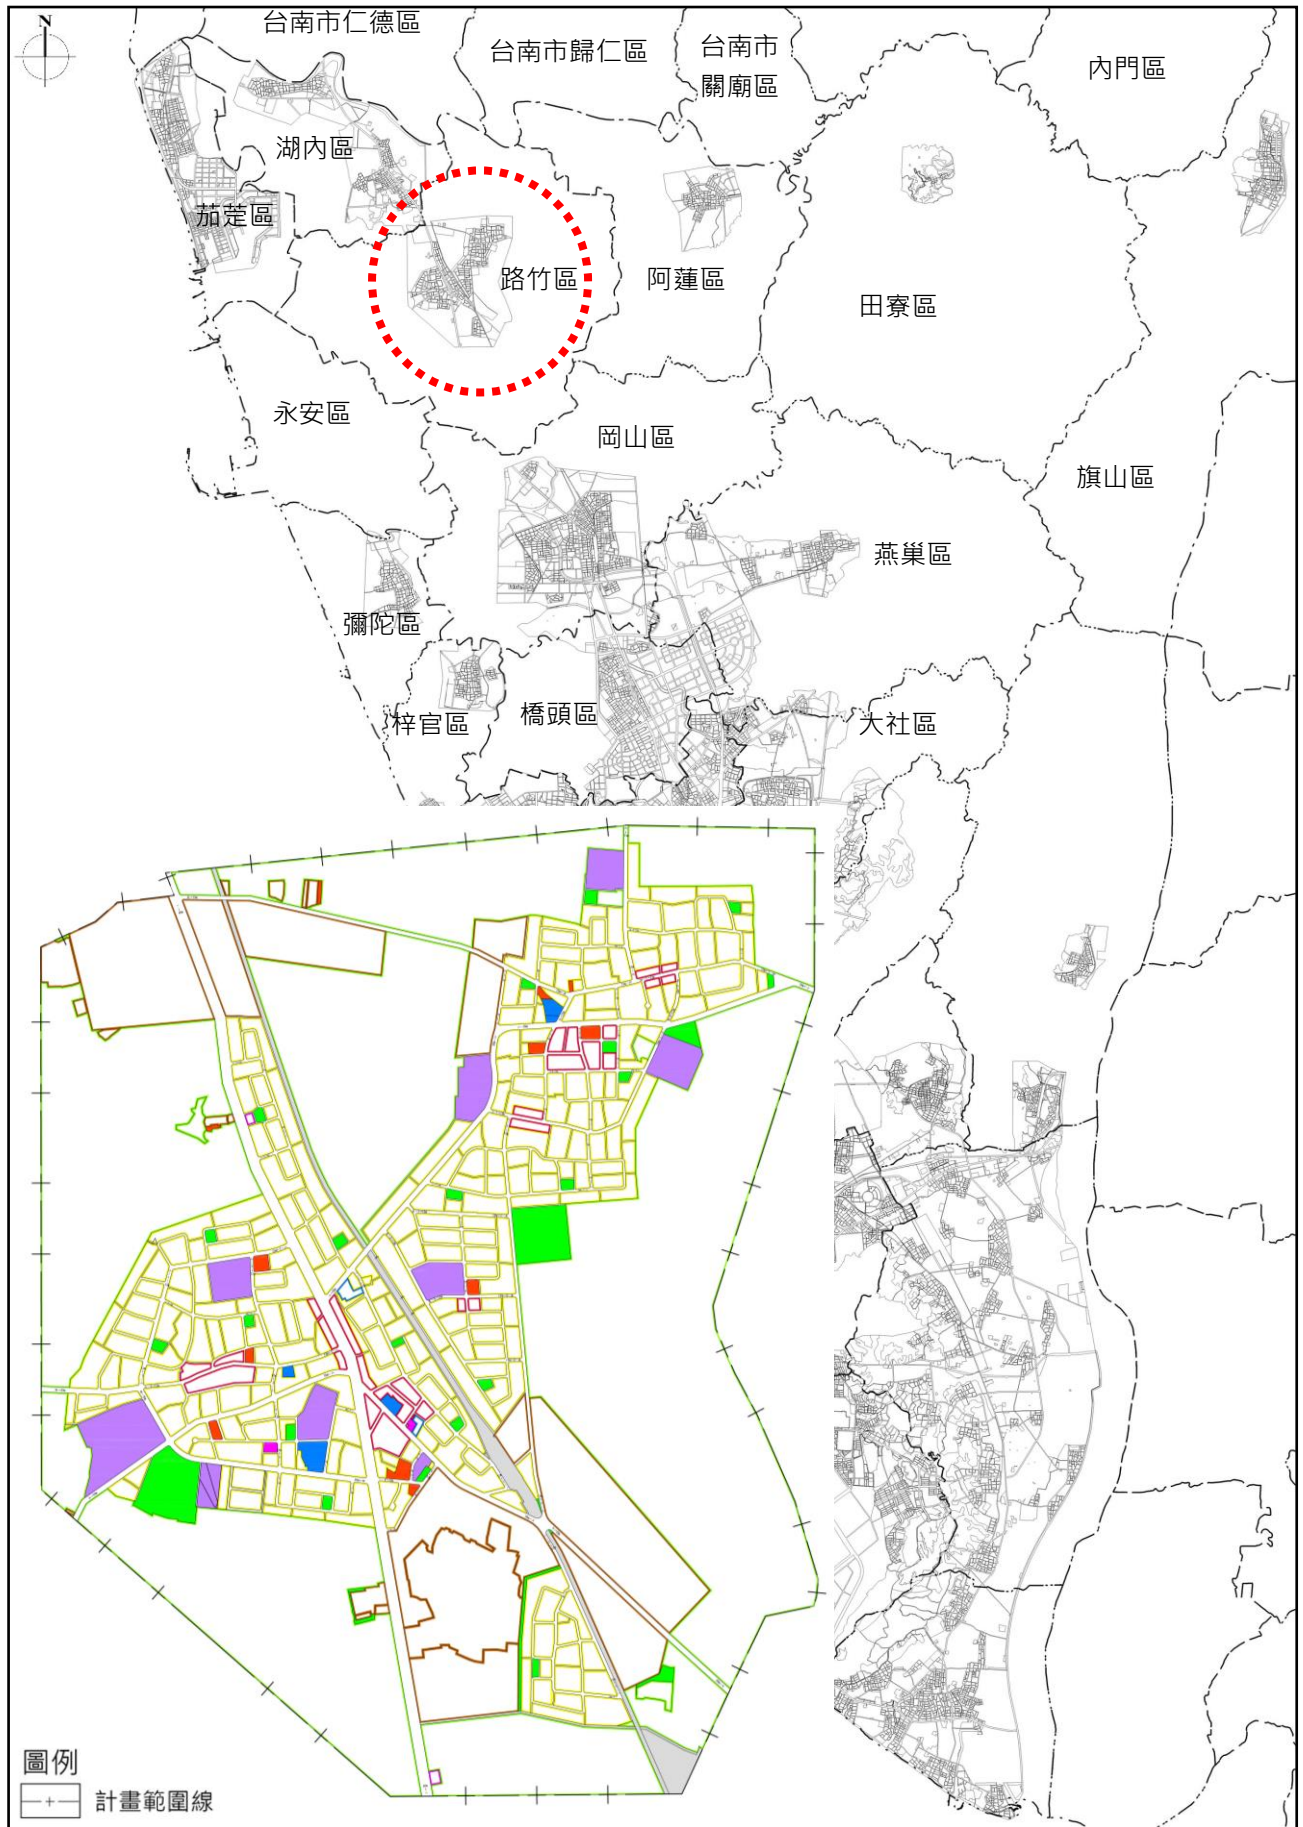 N
台南市仁德區
台南市歸仁區
台南市
關廟區
內門區
湖內區
茄萣區
路竹區
阿蓮區
田寮區
永安區
岡山區
旗山區
燕巢區
彌陀區
梓官區
橋頭區
大社區
圖例
計畫範圍線